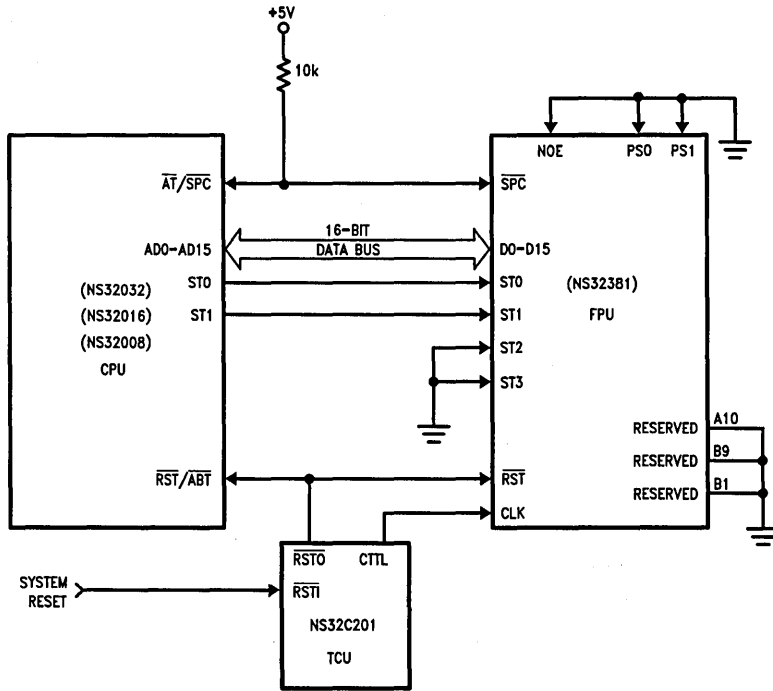 +5V
10k
NOE PS0 PS1
AT/SPC
SPC
16-BIT
DATA BUS
AD0-AD15
D0-D15
ST0
ST0
(NS32032)
(NS32381)
(NS32016)
ST1
ST1
FPU
(NS32008)
CPU
ST2
ST3
A10
RESERVED
B9
RESERVED
B1
RESERVED
RST/ABT
RST
CLK
RSTO CTTL
SYSTEM
RESET
RSTI
NS32C201
TCU